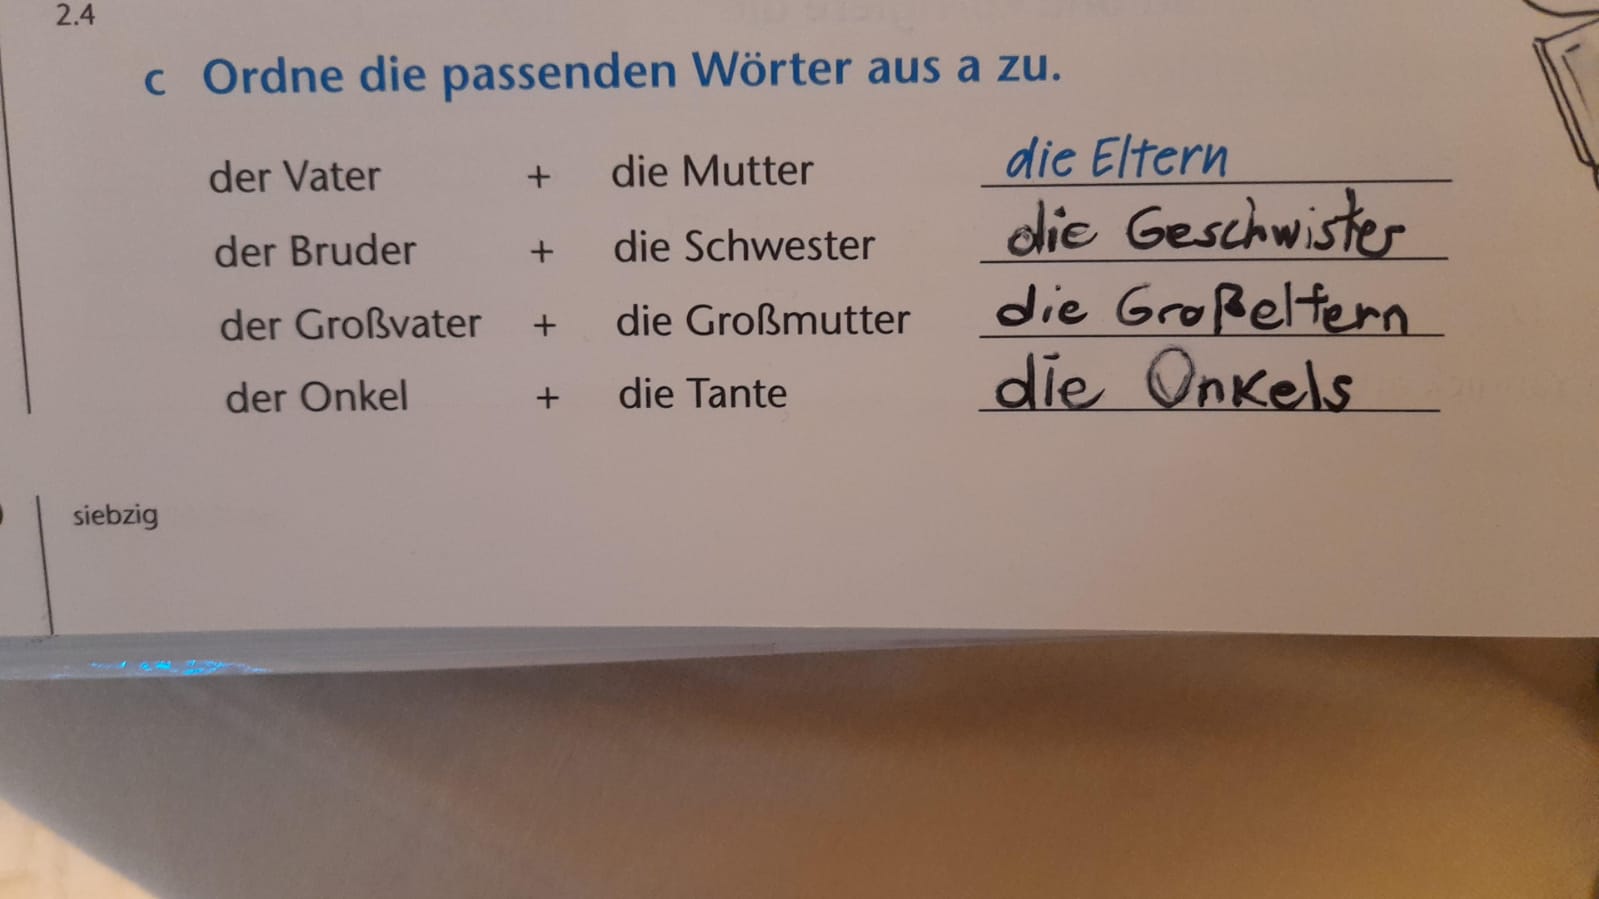 2.4
c Ordne die passenden Wörter aus a zu.
der Vater + die Mutter die Eltern
der Bruder + die Schwester die Geschwister
der Großvater + die Großmutter die Großeltern
der Onkel + die Tante die Onkels
siebzig